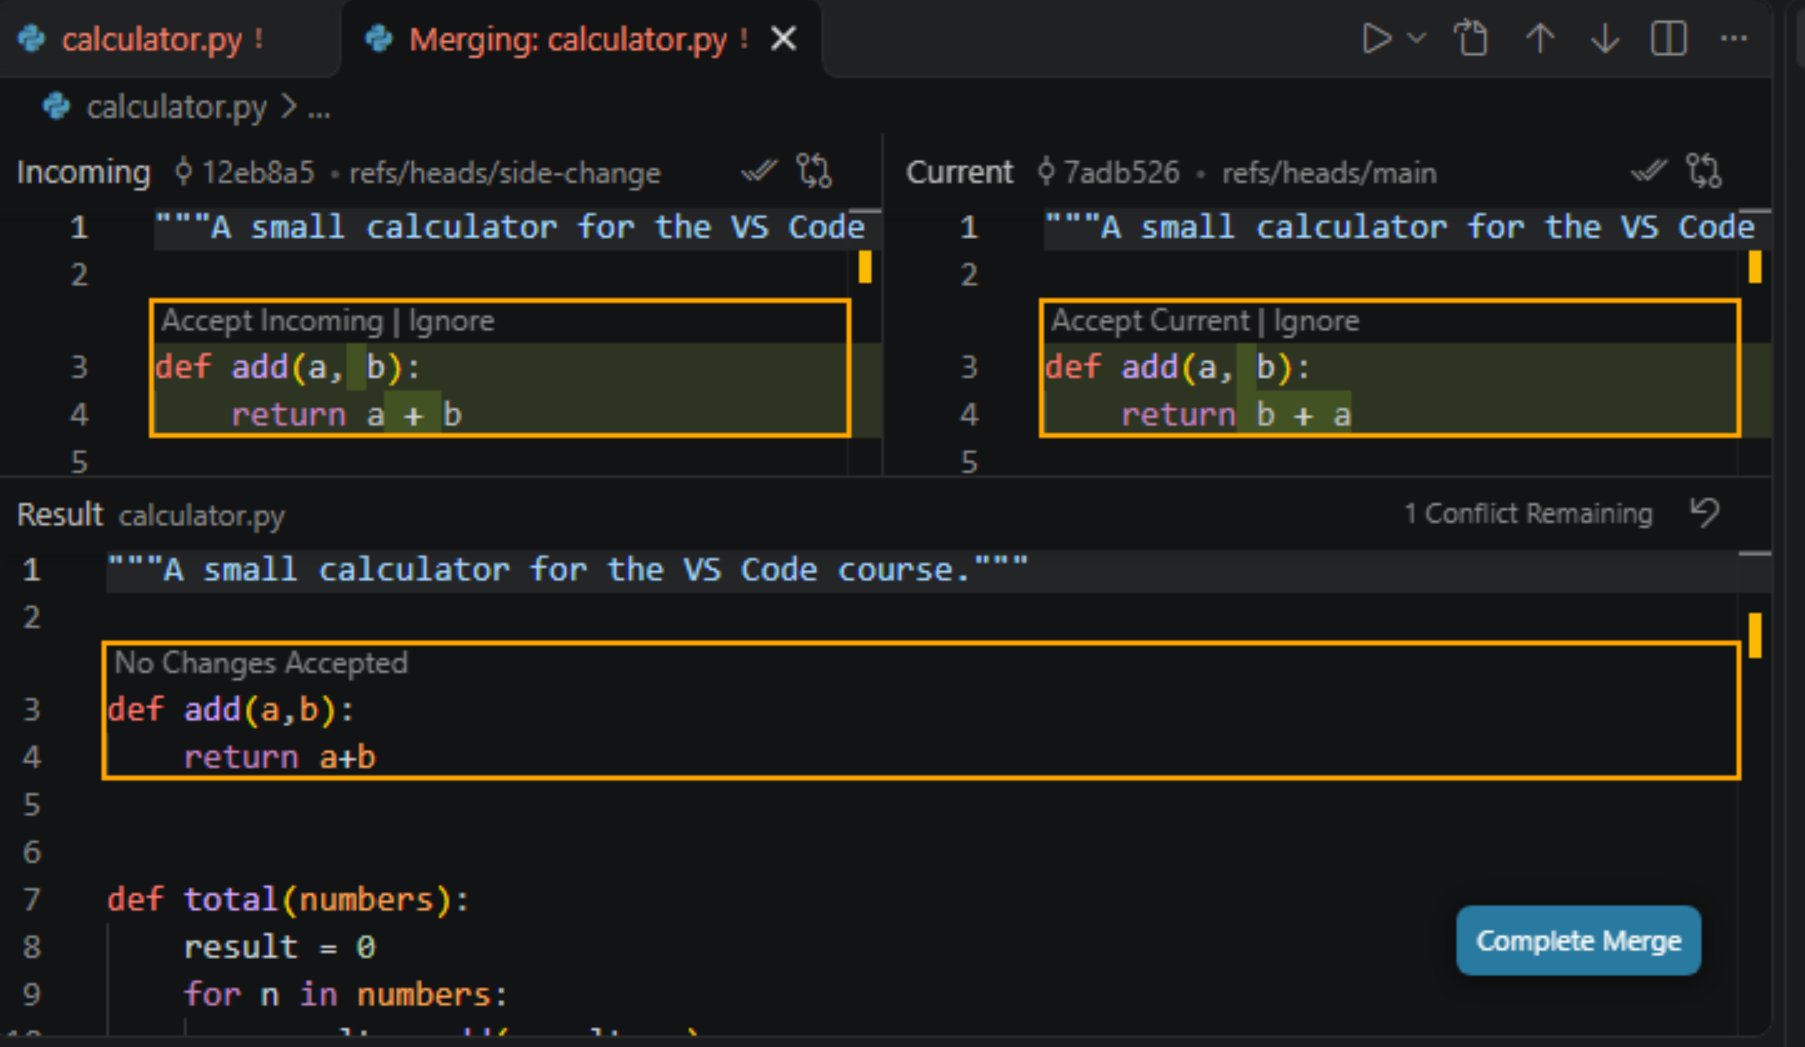 calculator.py !
Merging: calculator.py !
calculator.py > ...
Incoming 12eb8a5 • refs/heads/side-change
1 """A small calculator for the VS Code
2
Accept Incoming | Ignore
3 def add(a, b):
4     return a + b
5
Current 7adb526 • refs/heads/main
1 """A small calculator for the VS Code
2
Accept Current | Ignore
3 def add(a, b):
4     return b + a
5
Result calculator.py
1 Conflict Remaining
1 """A small calculator for the VS Code course."""
2
No Changes Accepted
3 def add(a,b):
4     return a+b
5
6
7 def total(numbers):
8     result = 0
9     for n in numbers:
Complete Merge